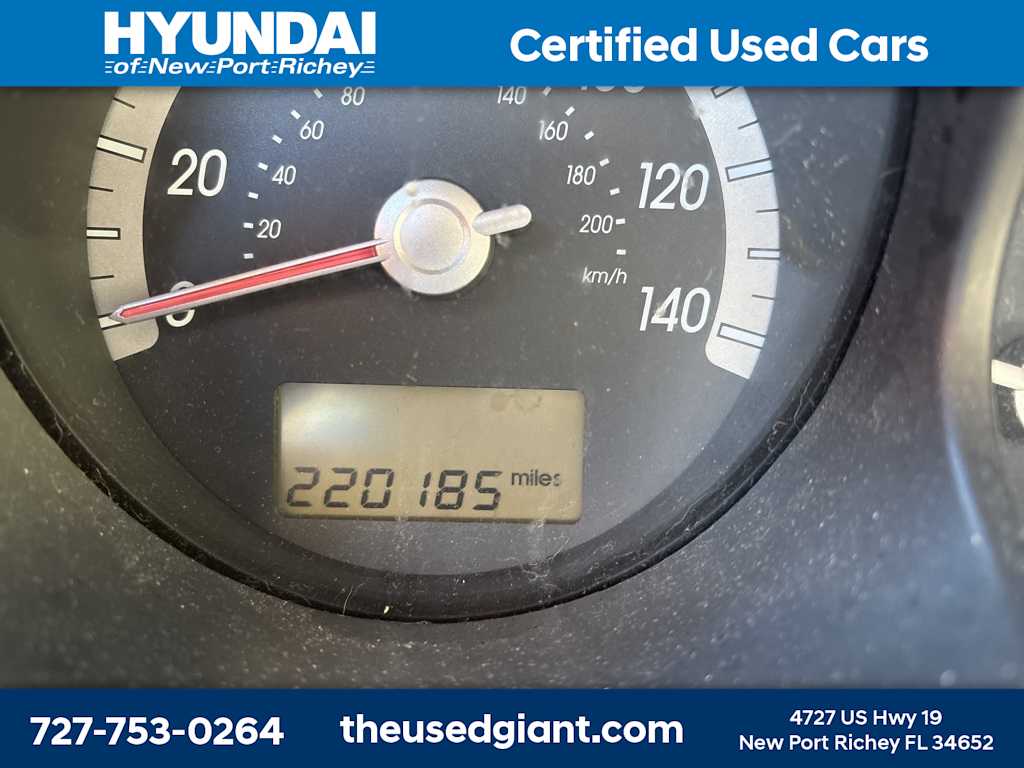 HYUNDAI
of New Port Richey
Certified Used Cars
80
140
60
160
20
40
180
120
20
200
km/h
0
140
220185 miles
727-753-0264
theusedgiant.com
4727 US Hwy 19
New Port Richey FL 34652